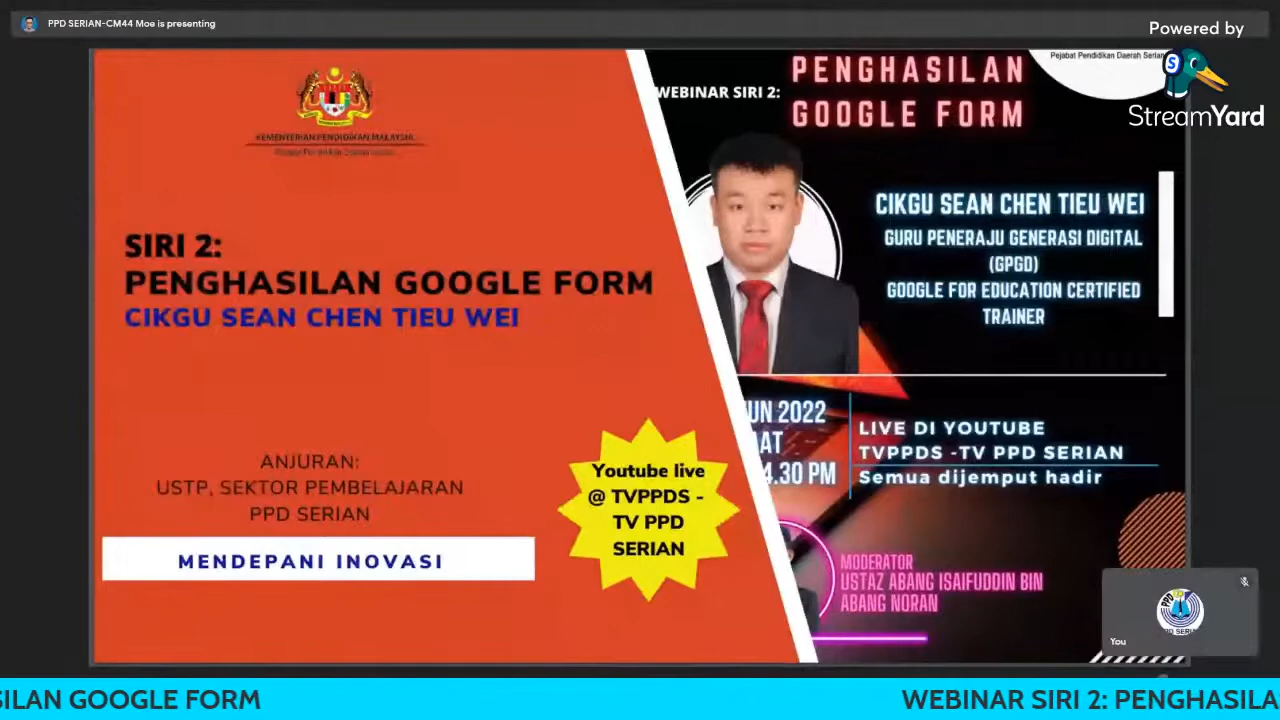 PPD SERIAN-CM44 Moe is presenting
Powered by
StreamYard
KEMENTERIAN PENDIDIKAN MALAYSIA
SIRI 2:
PENGHASILAN GOOGLE FORM
CIKGU SEAN CHEN TIEU WEI
ANJURAN:
USTP, SEKTOR PEMBELAJARAN
PPD SERIAN
MENDEPANI INOVASI
Youtube live
@ TVPPDS -
TV PPD
SERIAN
Pejabat Pendidikan Daerah Serian
WEBINAR SIRI 2:
PENGHASILAN
GOOGLE FORM
CIKGU SEAN CHEN TIEU WEI
GURU PENERAJU GENERASI DIGITAL
(GPGD)
GOOGLE FOR EDUCATION CERTIFIED
TRAINER
UN 2022
AT
4.30 PM
LIVE DI YOUTUBE
TVPPDS -TV PPD SERIAN
Semua dijemput hadir
MODERATOR
USTAZ ABANG ISAIFUDDIN BIN
ABANG NORAN
You
SILAN GOOGLE FORM
WEBINAR SIRI 2: PENGHASILA